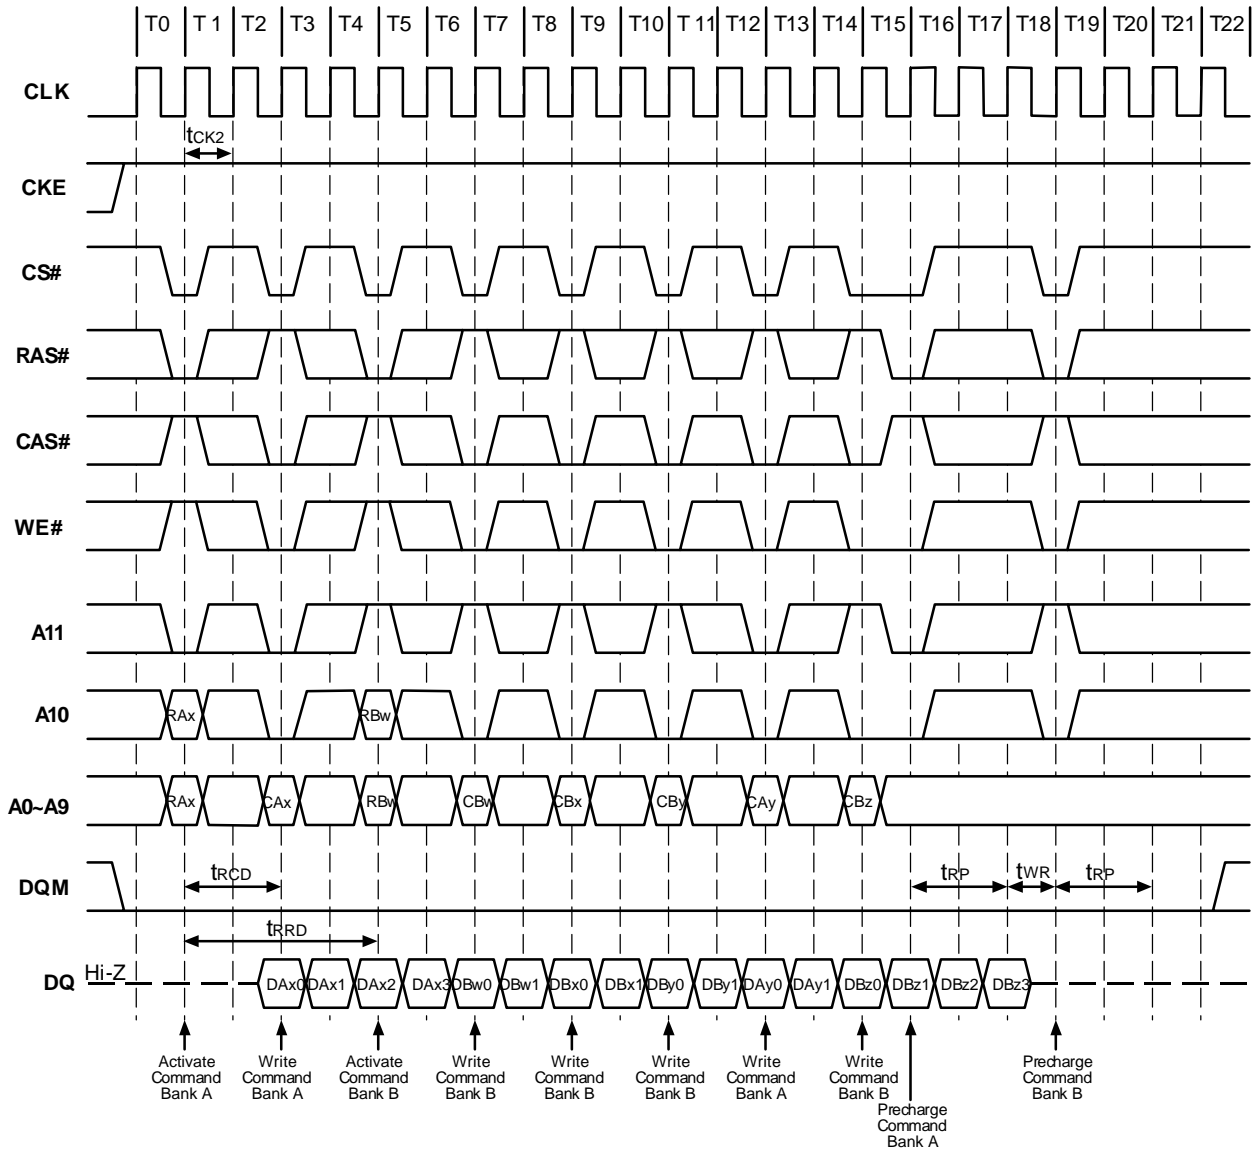 T0 T 1 T2 T3 T4 T5 T6 T7 T8 T9 T10 T 11 T12 T13 T14 T15 T16 T17 T18 T19 T20 T21 T22
CLK
tCK2
CKE
CS#
RAS#
CAS#
WE#
A11
A10
RAx RBw
A0~A9
RAx CAx RBw CBw CBx CBy CAy CBz
DQM
tRCD tRP tWR tRP
tRRD
DQ
Hi-Z
DAx0 DAx1 DAx2 DAx3 DBw0 DBw1 DBx0 DBx1 DBy0 DBy1 DAy0 DAy1 DBz0 DBz1 DBz2 DBz3
Activate
Command
Bank A
Write
Command
Bank A
Activate
Command
Bank B
Write
Command
Bank B
Write
Command
Bank B
Write
Command
Bank B
Write
Command
Bank A
Write
Command
Bank B
Precharge
Command
Bank A
Precharge
Command
Bank B